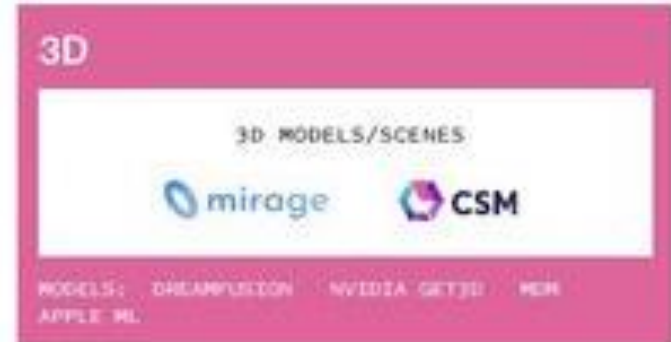 3D
3D MODELS/SCENES
mirage CSM
MODELS: DREAMFUSION NVIDIA GET3D MDM
APPLE ML